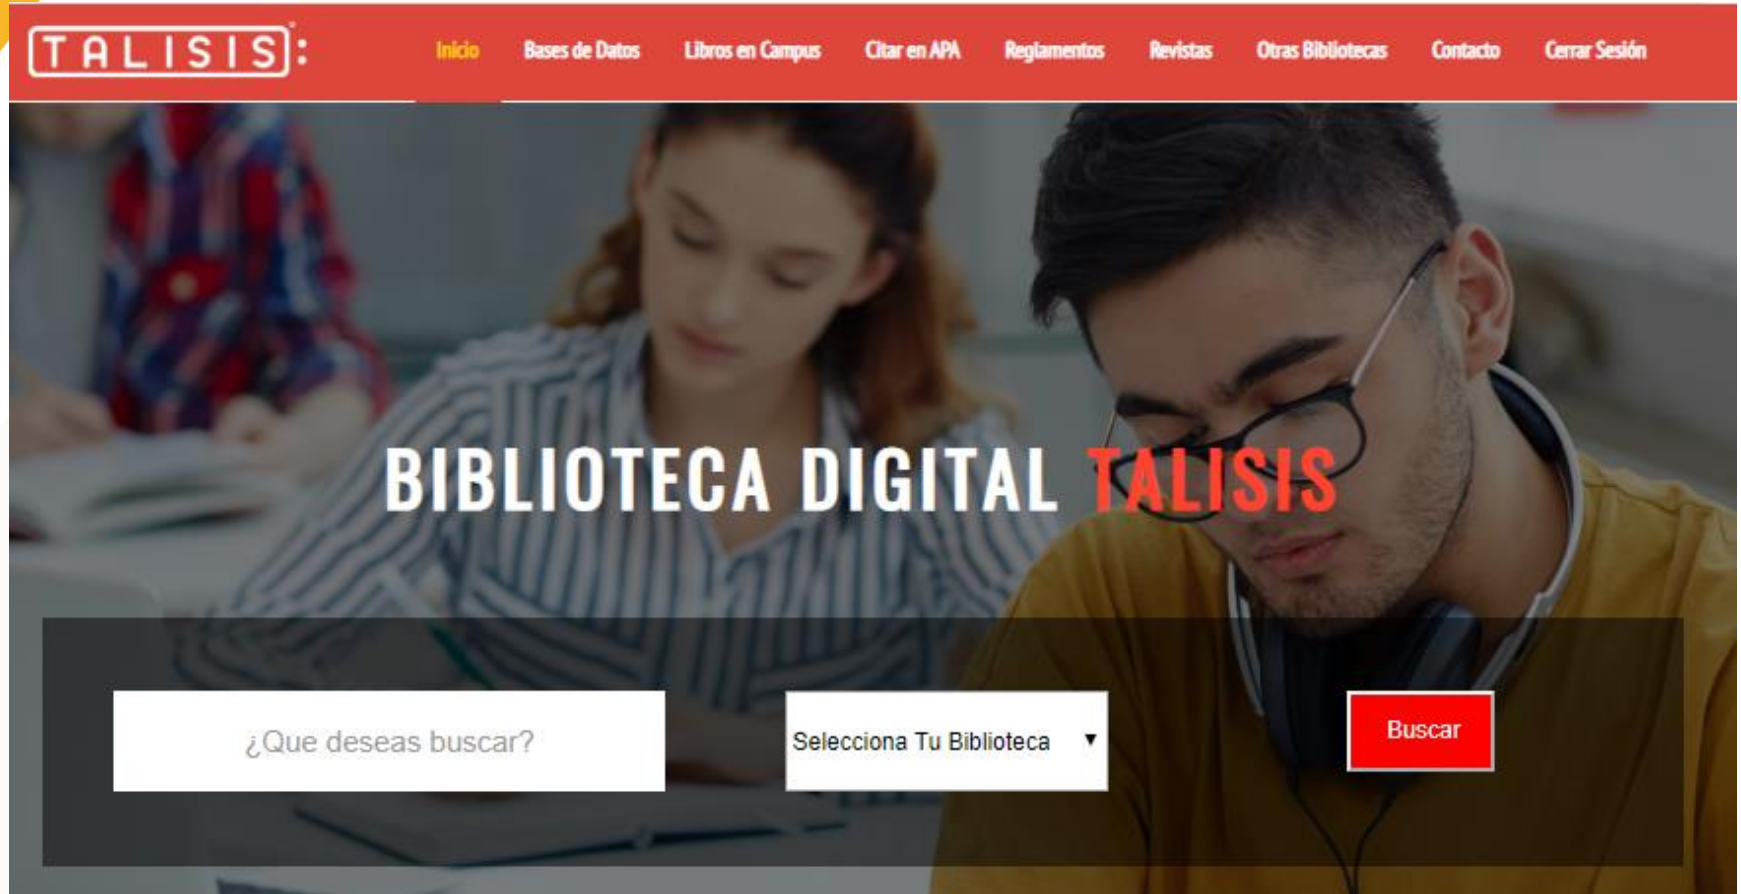 TALISIS:
Inicio Bases de Datos Libros en Campus Citar en APA Reglamentos Revistas Otras Bibliotecas Contacto Cerrar Sesión
BIBLIOTECA DIGITAL TALISIS
¿Que deseas buscar? Selecciona Tu Biblioteca Buscar